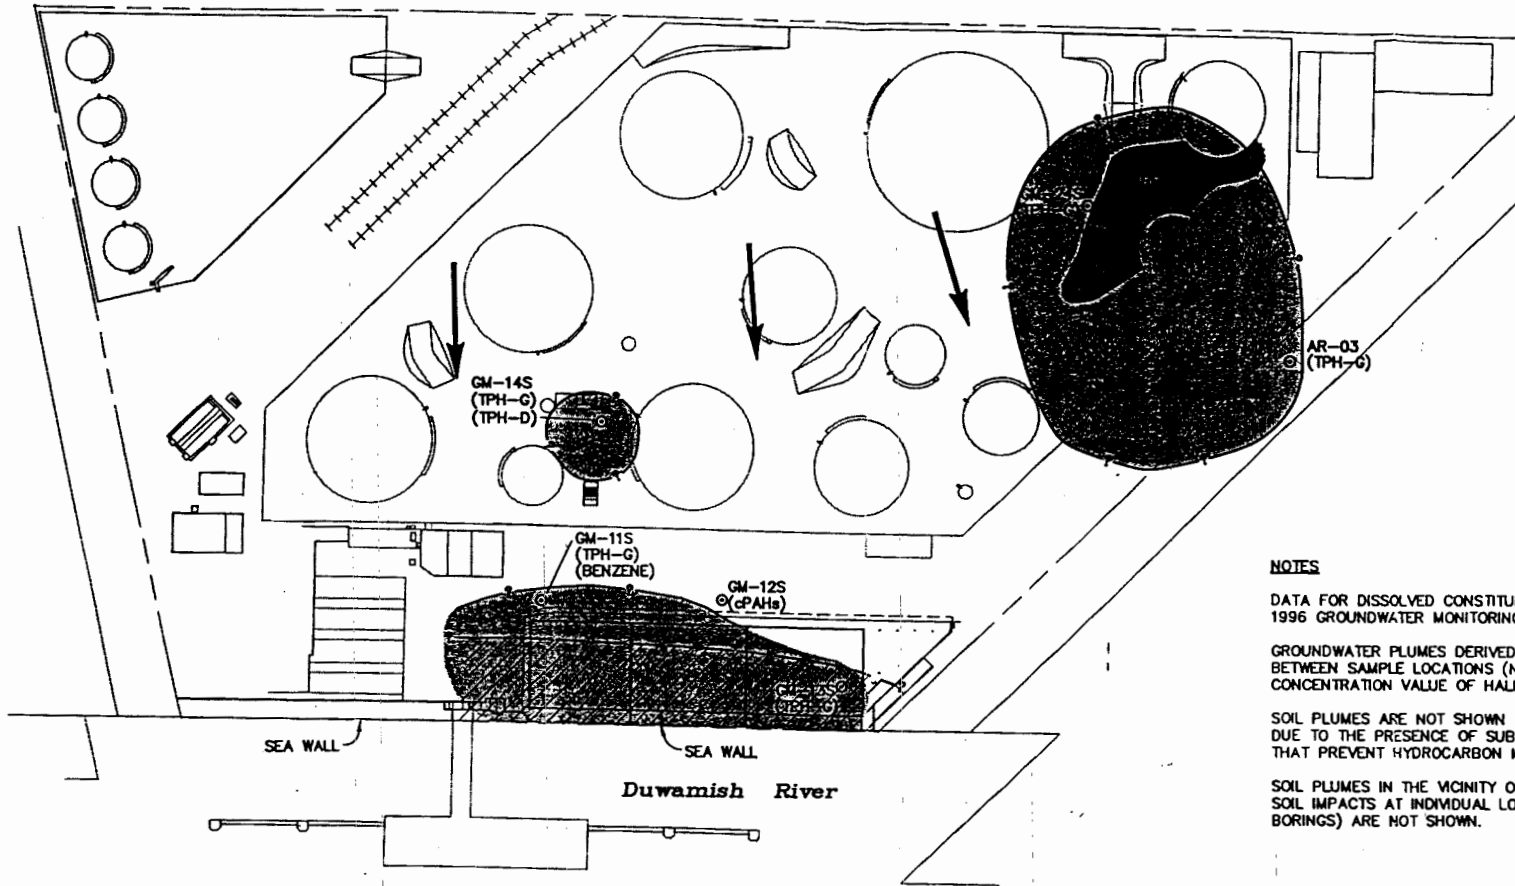 AR-03
(TPH-G)
GM-14S
(TPH-G)
(TPH-D)
GM-11S
(TPH-G)
(BENZENE)
GM-12S
(cPAHs)
SEA WALL
SEA WALL
Duwamish River
NOTES
DATA FOR DISSOLVED CONSTITU
1996 GROUNDWATER MONITORING
GROUNDWATER PLUMES DERIVED
BETWEEN SAMPLE LOCATIONS (N
CONCENTRATION VALUE OF HAL
SOIL PLUMES ARE NOT SHOWN
DUE TO THE PRESENCE OF SUB
THAT PREVENT HYDROCARBON
SOIL PLUMES IN THE VICINITY O
SOIL IMPACTS AT INDIVIDUAL LO
BORINGS) ARE NOT SHOWN.